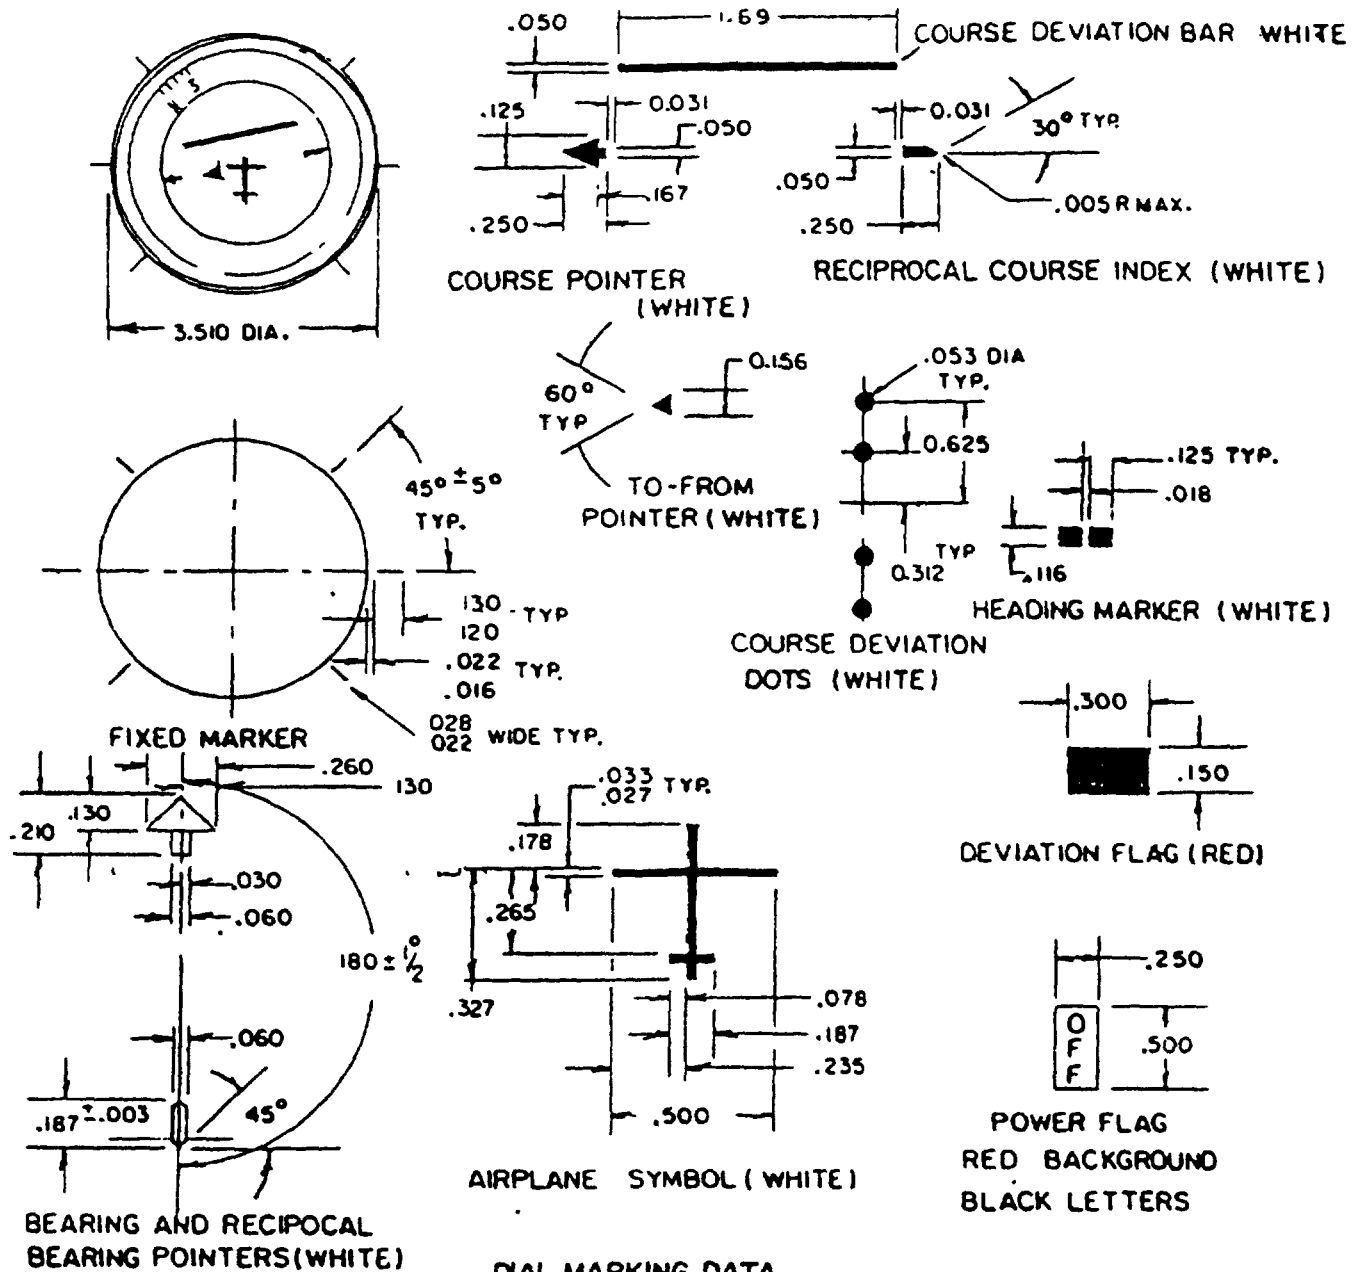 .050
1.69
COURSE DEVIATION BAR WHITE
N S
.125
0.031
.050
.167
.250
COURSE POINTER
(WHITE)
0.031
30° TYP.
.050
.005 R MAX.
.250
RECIPROCAL COURSE INDEX (WHITE)
3.510 DIA.
60°
TYP
0.156
TO-FROM
POINTER (WHITE)
.053 DIA
TYP.
0.625
0.312 TYP
COURSE DEVIATION
DOTS (WHITE)
.125 TYP.
.018
.116
HEADING MARKER (WHITE)
45° ± 5°
TYP.
130
120 TYP
.022
.016 TYP.
028
022 WIDE TYP.
FIXED MARKER
.300
.150
DEVIATION FLAG (RED)
.260
130
.130
.210
.030
.060
180 ± 1/2°
.060
.187 ±.003
45°
BEARING AND RECIPOCAL
BEARING POINTERS (WHITE)
.033
.027 TYP.
.178
.265
.327
.078
.187
.235
.500
AIRPLANE SYMBOL (WHITE)
.250
OFF
.500
POWER FLAG
RED BACKGROUND
BLACK LETTERS
DIAL MARKING DATA